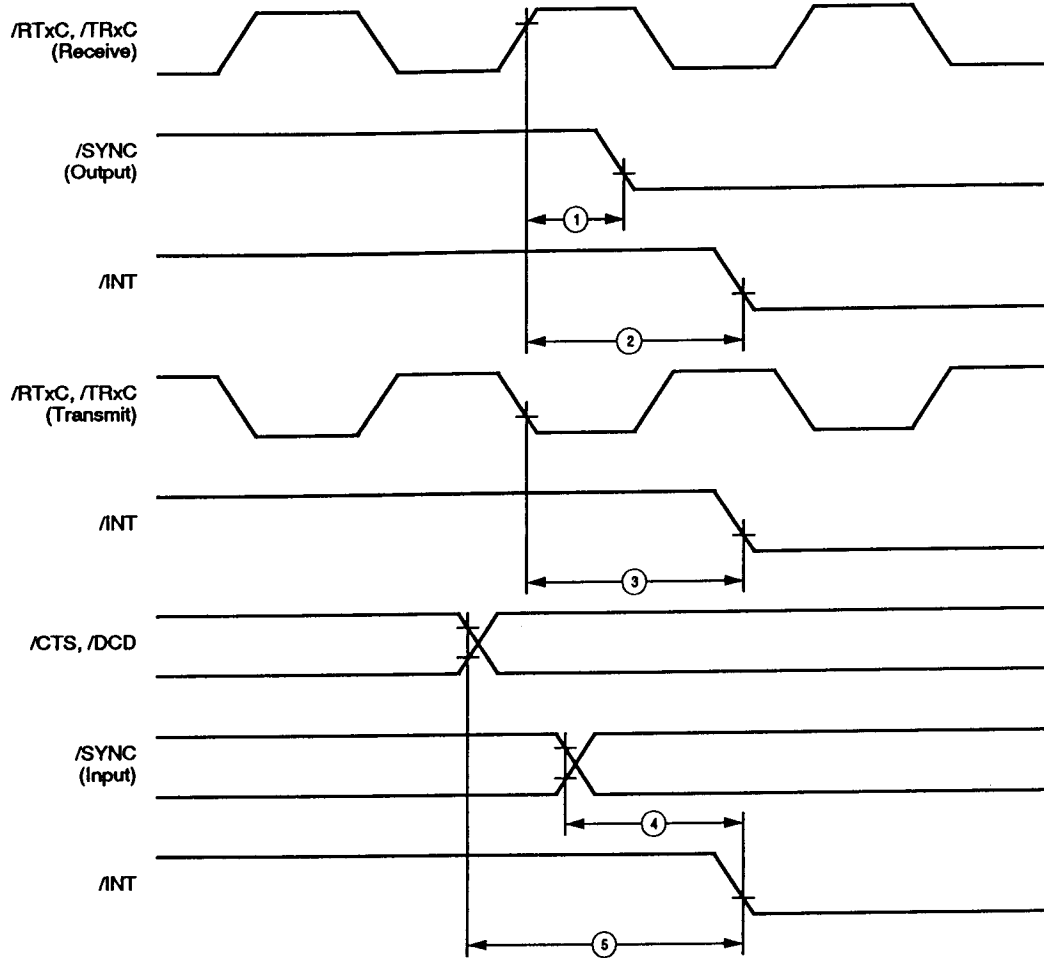 /RTxC, /TRxC
(Receive)
/SYNC
(Output)
1
/INT
2
/RTxC, /TRxC
(Transmit)
/INT
3
/CTS, /DCD
/SYNC
(Input)
4
/INT
5